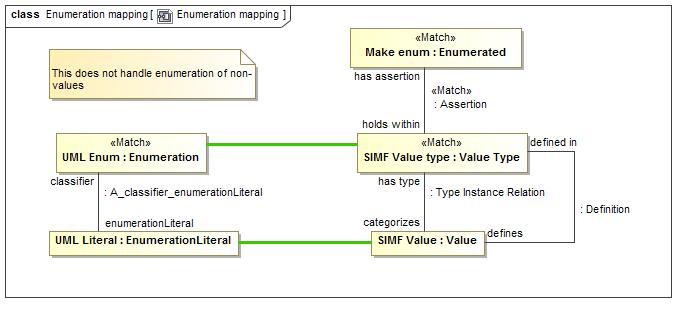 class Enumeration mapping [ Enumeration mapping ]
«Match»
Make enum : Enumerated
This does not handle enumeration of non-
values
has assertion
«Match»
: Assertion
holds within
«Match»
UML Enum : Enumeration
«Match»
SIMF Value type : Value Type
defined in
classifier
: A_classifier_enumerationLiteral
has type
: Type Instance Relation
: Definition
enumerationLiteral
categorizes
UML Literal : EnumerationLiteral
SIMF Value : Value
defines